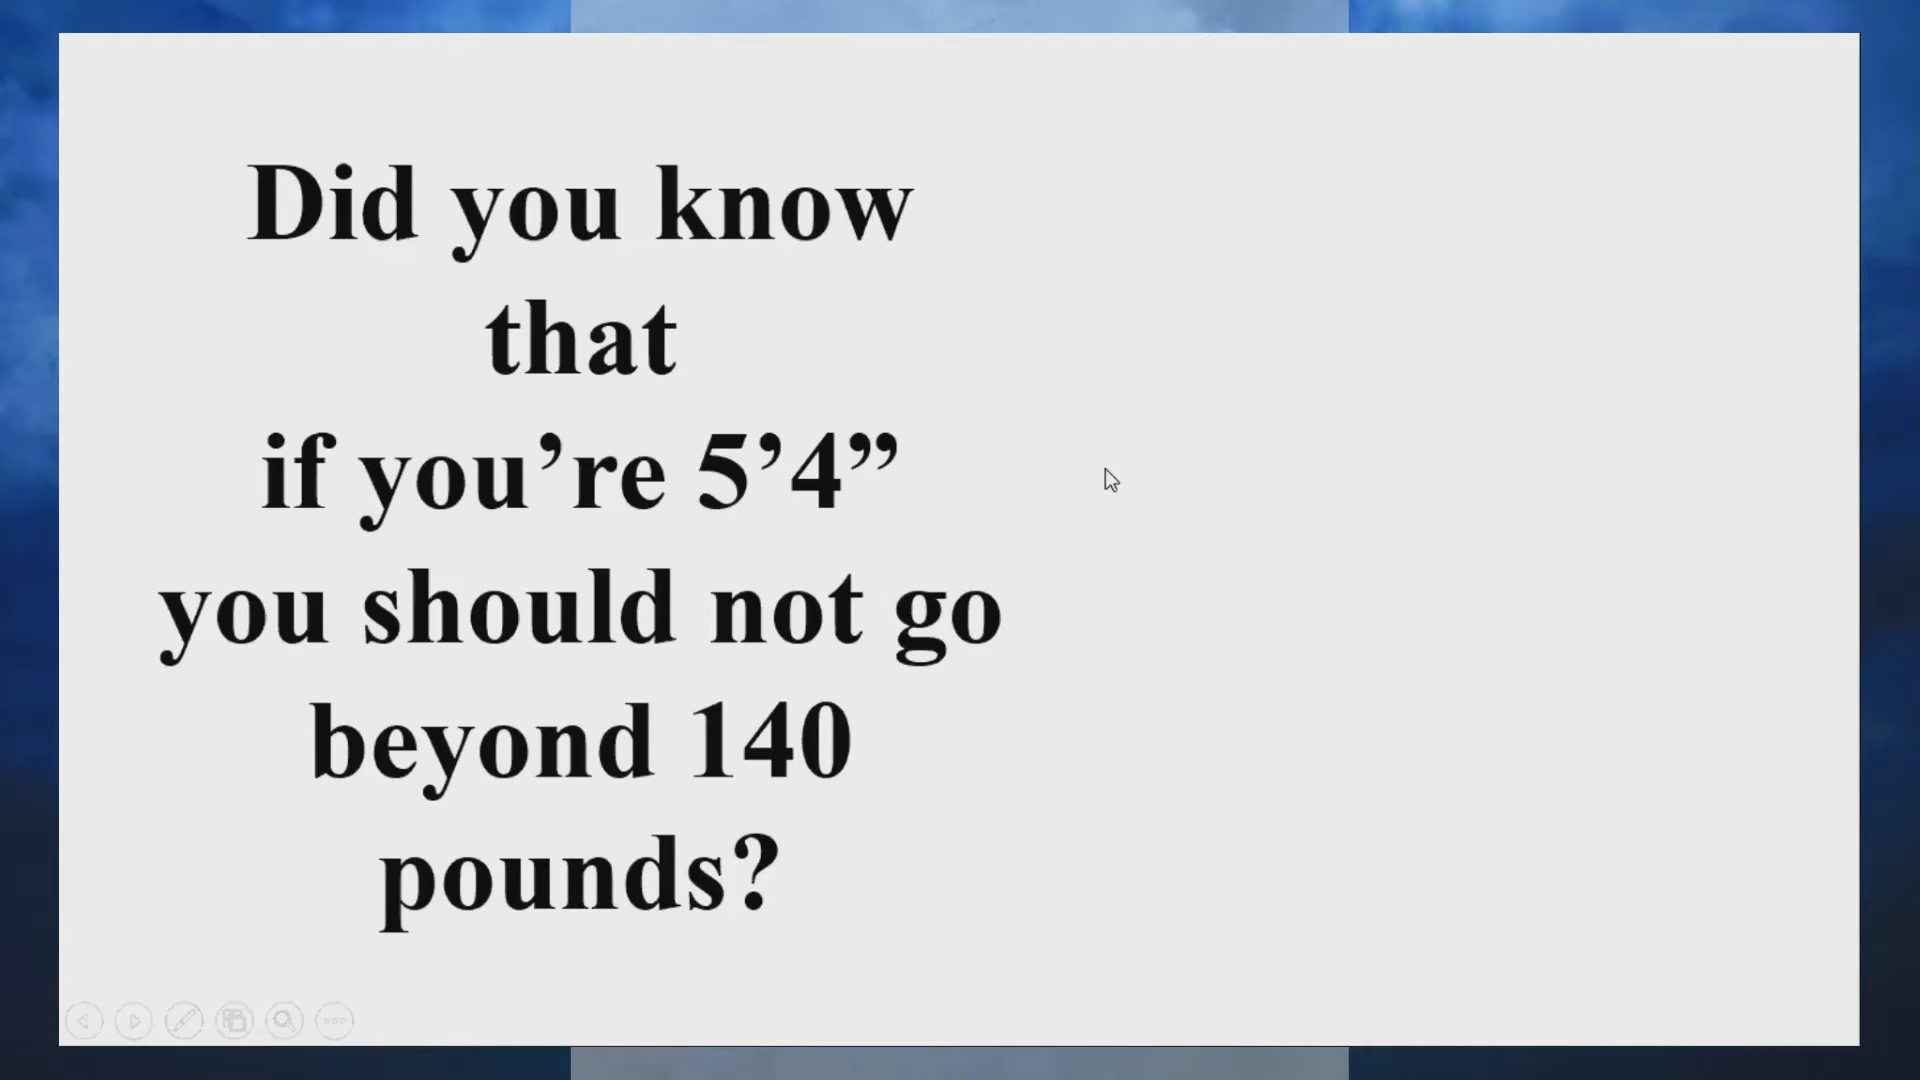 Did you know
that
if you’re 5’4”
you should not go
beyond 140
pounds?